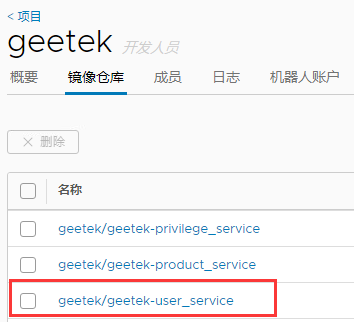 < 项目
geetek 开发人员
概要 镜像仓库 成员 日志 机器人账户
× 删除
名称
geetek/geetek-privilege_service
geetek/geetek-product_service
geetek/geetek-user_service